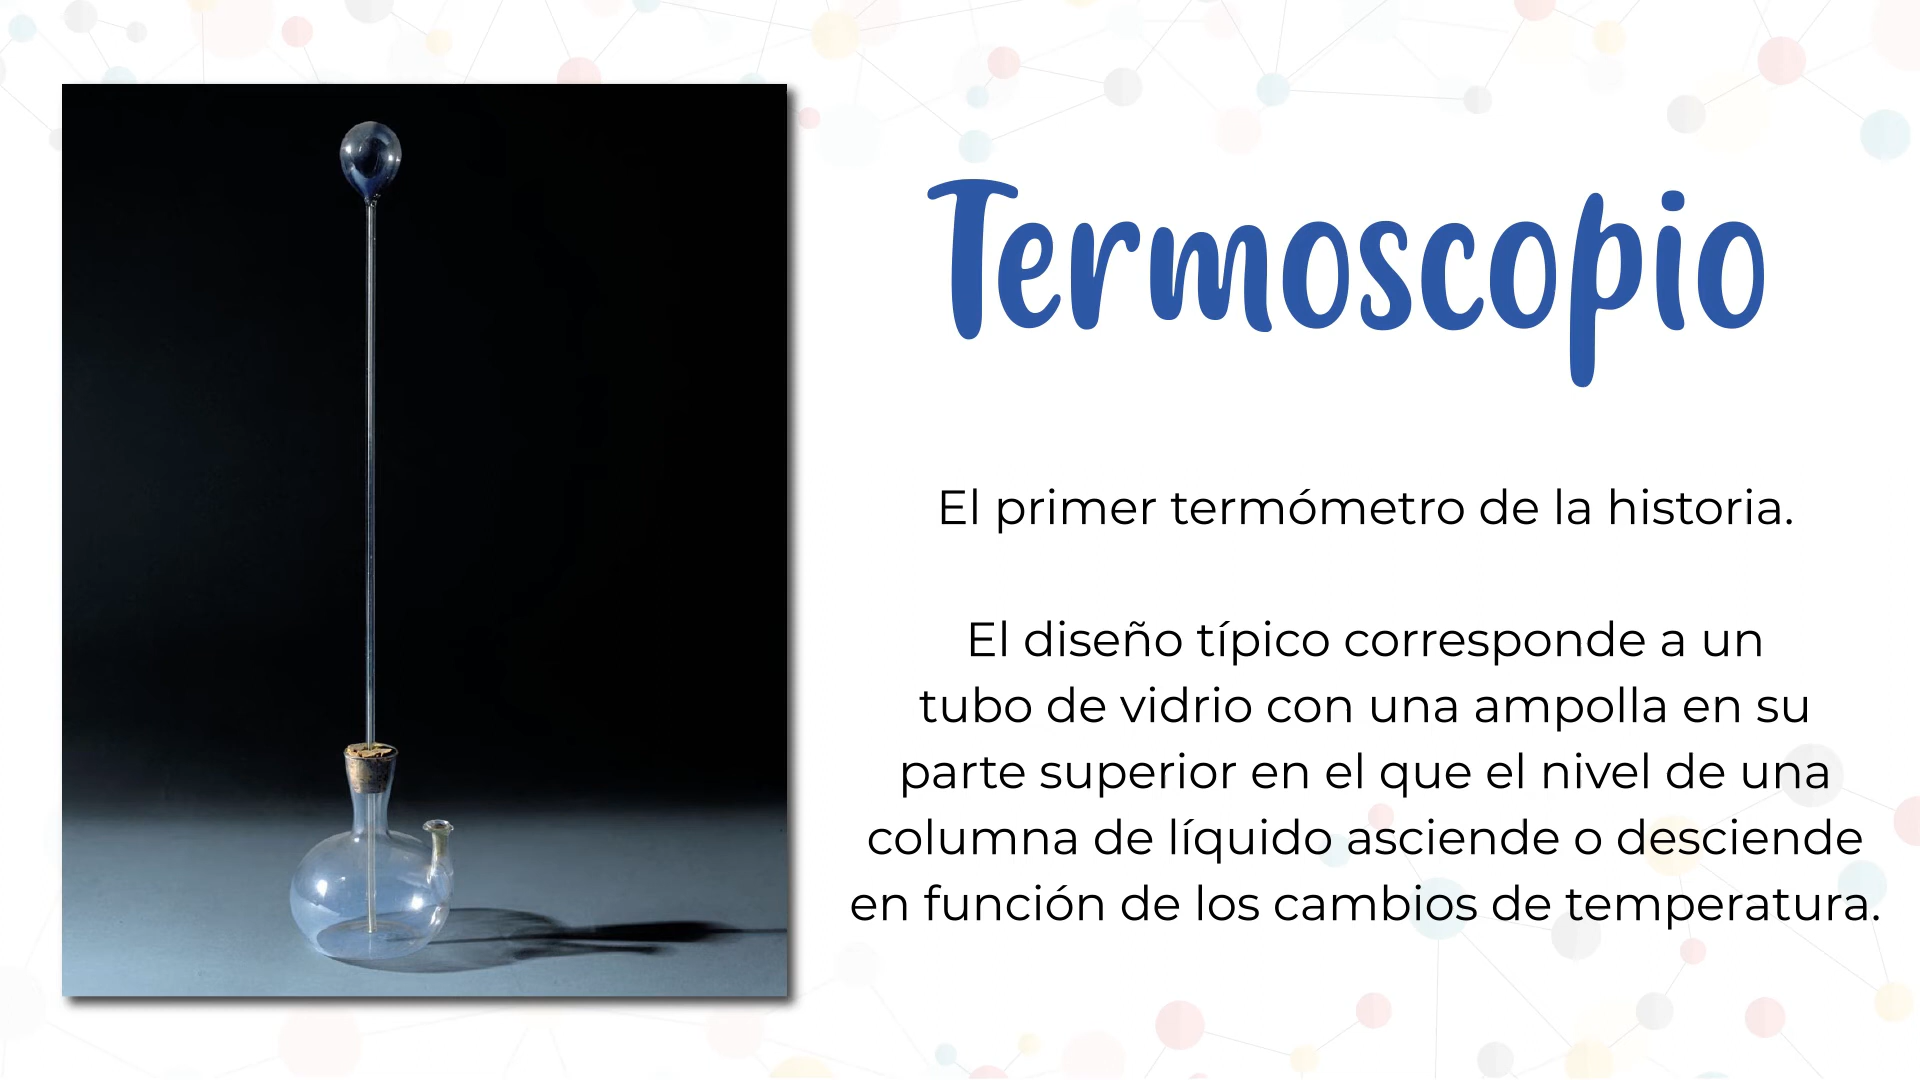 Termoscopio
El primer termómetro de la historia.
El diseño típico corresponde a un
tubo de vidrio con una ampolla en su
parte superior en el que el nivel de una
columna de líquido asciende o desciende
en función de los cambios de temperatura.